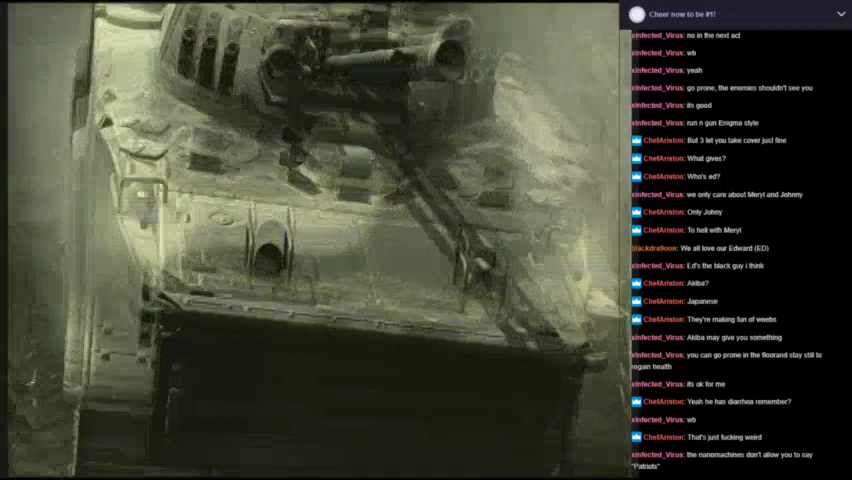 Cheer now to be #1!
xInfected_Virus: no in the next act
xInfected_Virus: wb
xInfected_Virus: yeah
xInfected_Virus: go prone, the enemies shouldn't see you
xInfected_Virus: its good
xInfected_Virus: run n gun Enigma style
ChefAriston: But 3 let you take cover just fine
ChefAriston: What gives?
ChefAriston: Who's ed?
xInfected_Virus: we only care about Meryl and Johnny
ChefAriston: Only Johny
ChefAriston: To hell with Meryl
blackdra9oon: We all love our Edward (ED)
xInfected_Virus: Ed's the black guy i think
ChefAriston: Akiba?
ChefAriston: Japanese
ChefAriston: They're making fun of weebs
xInfected_Virus: Akiba may give you something
xInfected_Virus: you can go prone in the floorand stay still to
regain health
xInfected_Virus: its ok for me
ChefAriston: Yeah he has diarrhea remember?
xInfected_Virus: wb
ChefAriston: That's just fucking weird
xInfected_Virus: the nanomachines don't allow you to say
"Patriots"